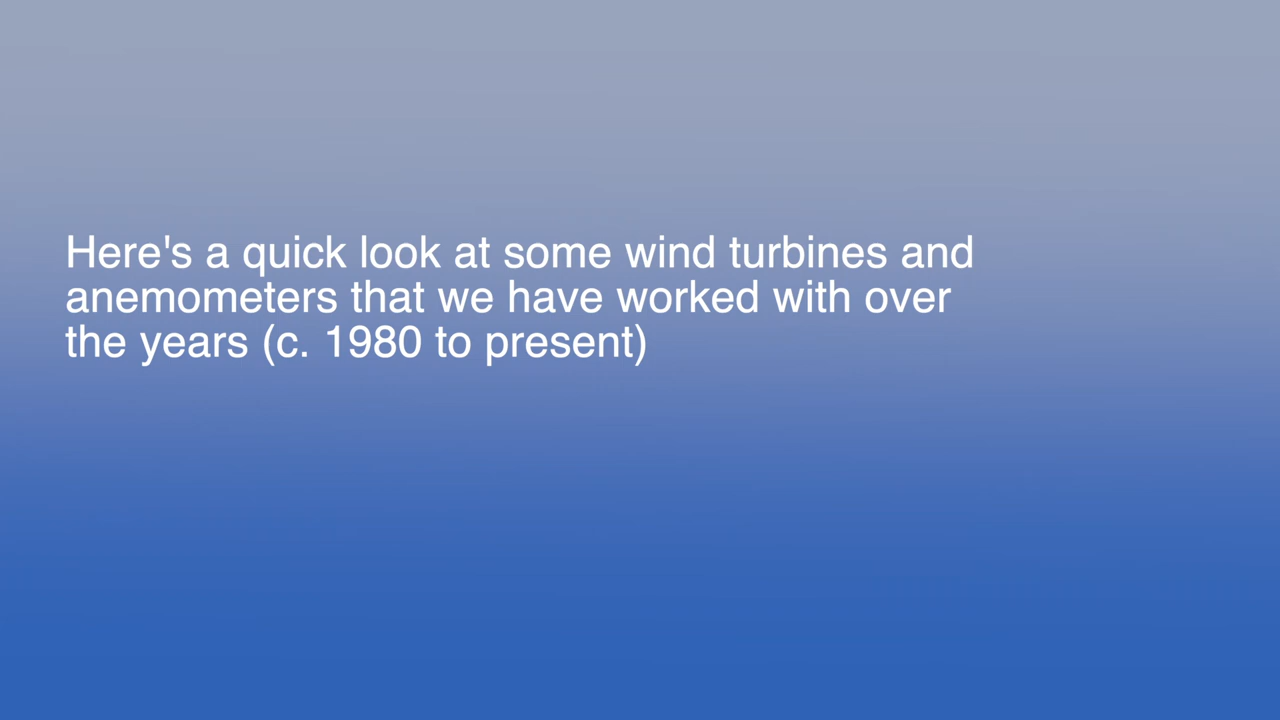 Here's a quick look at some wind turbines and
anemometers that we have worked with over
the years (c. 1980 to present)